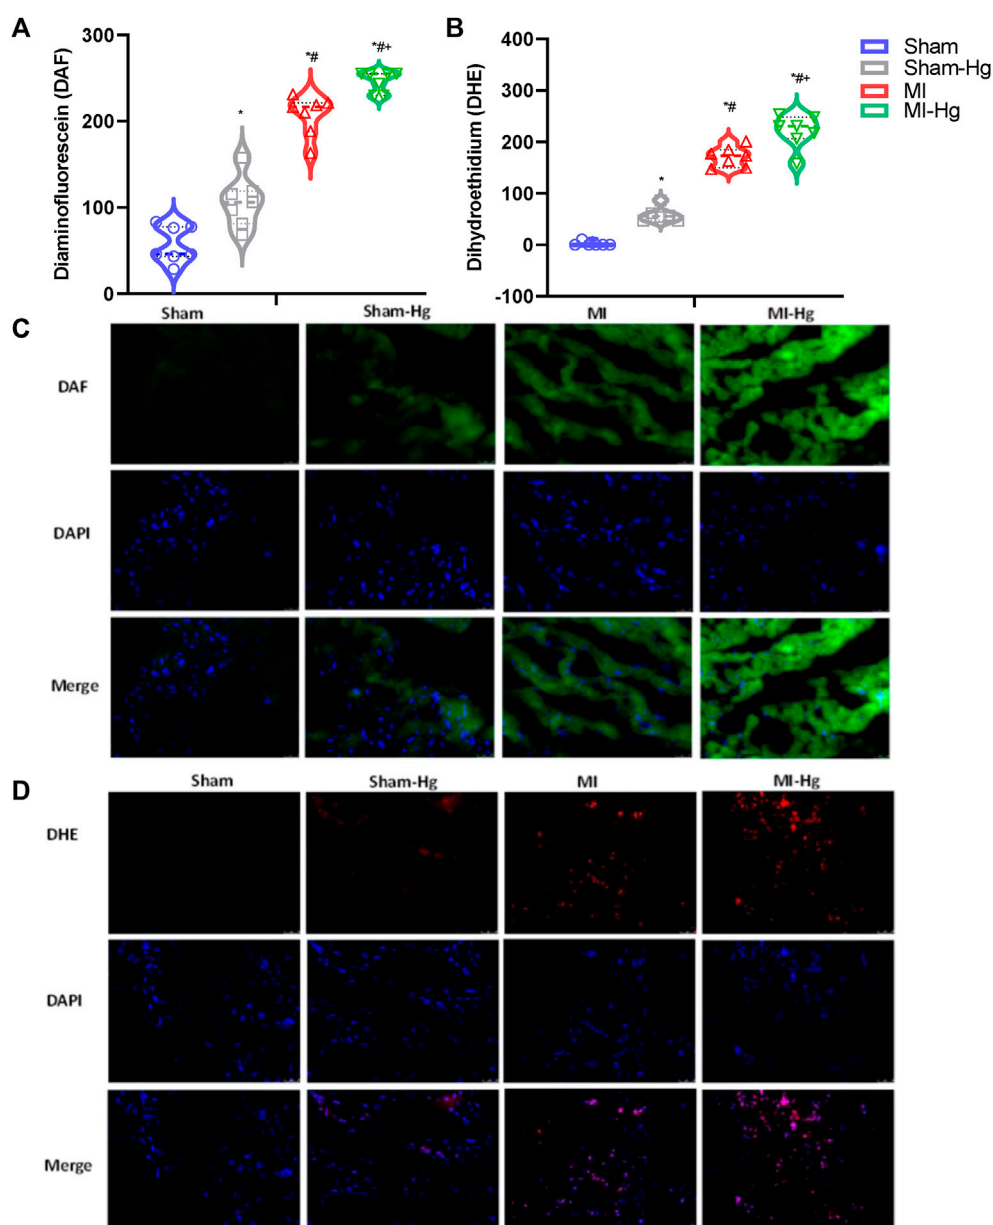 A
B
300
200
100
0
Diaminofluorescein (DAF)
*
*#
*#+
400
300
200
100
0
-100
Dihydroethidium (DHE)
*
*#
*#+
Sham
Sham-Hg
MI
MI-Hg
C
Sham
Sham-Hg
MI
MI-Hg
DAF
DAPI
Merge
D
Sham
Sham-Hg
MI
MI-Hg
DHE
DAPI
Merge